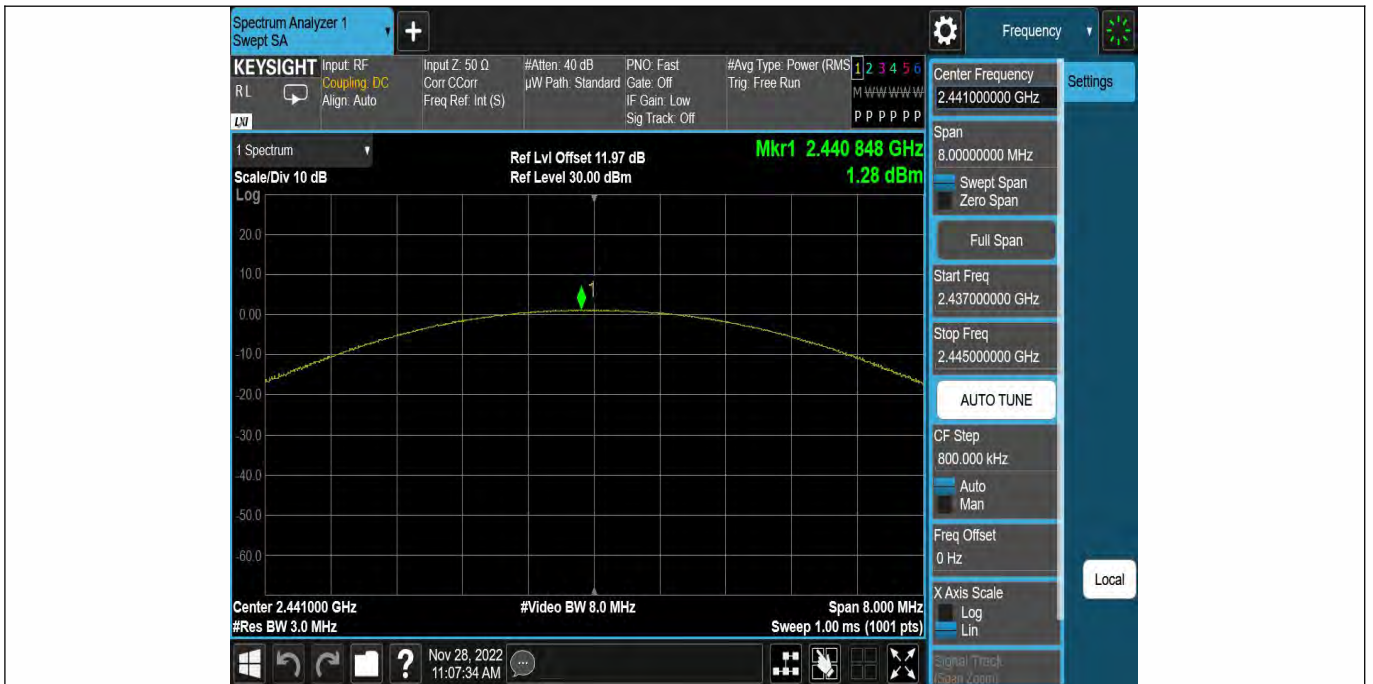 Spectrum Analyzer 1
Swept SA
+
Frequency
KEYSIGHT
RL
LXI
Input: RF
Coupling: DC
Align: Auto
Input Z: 50 Ω
Corr CCorr
Freq Ref: Int (S)
#Atten: 40 dB
µW Path: Standard
PNO: Fast
Gate: Off
IF Gain: Low
Sig Track: Off
#Avg Type: Power (RMS
Trig: Free Run
1 2 3 4 5 6
M W W W W W
P P P P P P
1 Spectrum
Scale/Div 10 dB
Log
Ref Lvl Offset 11.97 dB
Ref Level 30.00 dBm
Mkr1 2.440 848 GHz
1.28 dBm
20.0
10.0
1
0.00
-10.0
-20.0
-30.0
-40.0
-50.0
-60.0
Center 2.441000 GHz
#Res BW 3.0 MHz
#Video BW 8.0 MHz
Span 8.000 MHz
Sweep 1.00 ms (1001 pts)
?
Nov 28, 2022
11:07:34 AM
Center Frequency
2.441000000 GHz
Settings
Span
8.00000000 MHz
Swept Span
Zero Span
Full Span
Start Freq
2.437000000 GHz
Stop Freq
2.445000000 GHz
AUTO TUNE
CF Step
800.000 kHz
Auto
Man
Freq Offset
0 Hz
Local
X Axis Scale
Log
Lin
Signal Track
(Span Zoom)